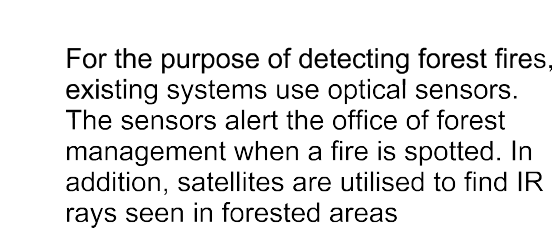 For the purpose of detecting forest fires,
existing systems use optical sensors.
The sensors alert the office of forest
management when a fire is spotted. In
addition, satellites are utilised to find IR
rays seen in forested areas